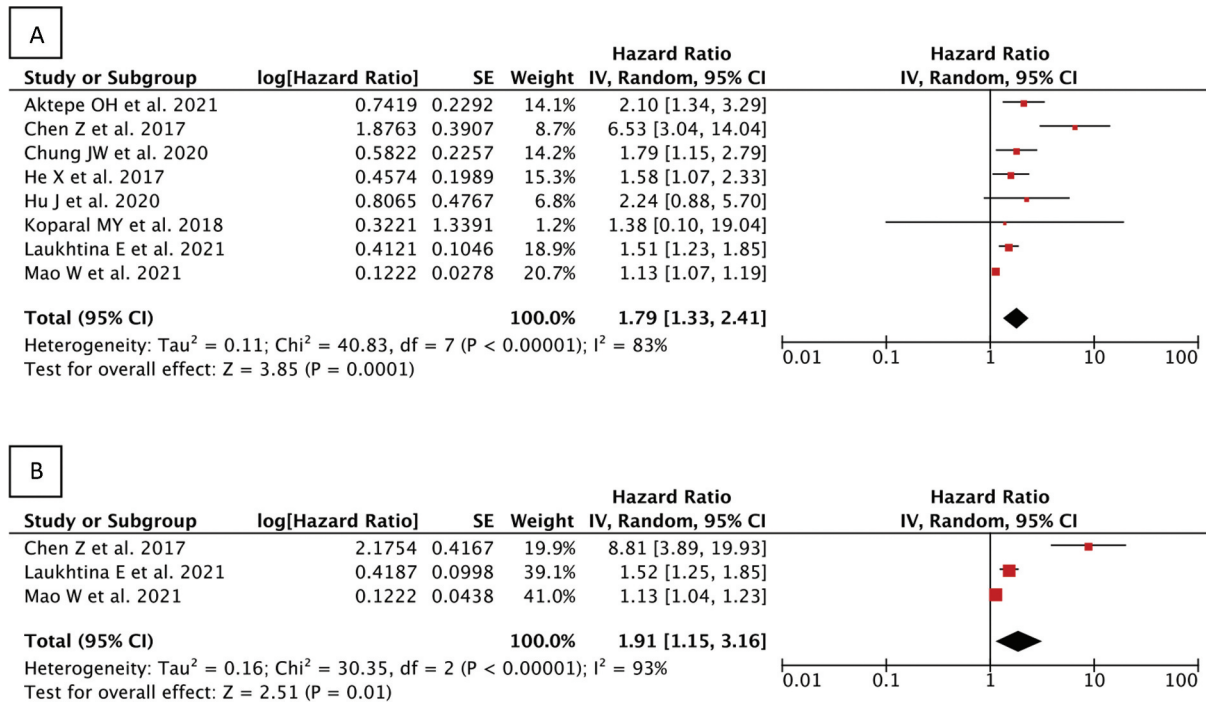 A
Hazard Ratio Hazard Ratio
Study or Subgroup log[Hazard Ratio] SE Weight IV, Random, 95% CI IV, Random, 95% CI
Aktepe OH et al. 2021 0.7419 0.2292 14.1% 2.10 [1.34, 3.29]
Chen Z et al. 2017 1.8763 0.3907 8.7% 6.53 [3.04, 14.04]
Chung JW et al. 2020 0.5822 0.2257 14.2% 1.79 [1.15, 2.79]
He X et al. 2017 0.4574 0.1989 15.3% 1.58 [1.07, 2.33]
Hu J et al. 2020 0.8065 0.4767 6.8% 2.24 [0.88, 5.70]
Koparal MY et al. 2018 0.3221 1.3391 1.2% 1.38 [0.10, 19.04]
Laukhtina E et al. 2021 0.4121 0.1046 18.9% 1.51 [1.23, 1.85]
Mao W et al. 2021 0.1222 0.0278 20.7% 1.13 [1.07, 1.19]
Total (95% CI) 100.0% 1.79 [1.33, 2.41]
Heterogeneity: Tau² = 0.11; Chi² = 40.83, df = 7 (P < 0.00001); I² = 83%
Test for overall effect: Z = 3.85 (P = 0.0001)
0.01 0.1 1 10 100
B
Hazard Ratio Hazard Ratio
Study or Subgroup log[Hazard Ratio] SE Weight IV, Random, 95% CI IV, Random, 95% CI
Chen Z et al. 2017 2.1754 0.4167 19.9% 8.81 [3.89, 19.93]
Laukhtina E et al. 2021 0.4187 0.0998 39.1% 1.52 [1.25, 1.85]
Mao W et al. 2021 0.1222 0.0438 41.0% 1.13 [1.04, 1.23]
Total (95% CI) 100.0% 1.91 [1.15, 3.16]
Heterogeneity: Tau² = 0.16; Chi² = 30.35, df = 2 (P < 0.00001); I² = 93%
Test for overall effect: Z = 2.51 (P = 0.01)
0.01 0.1 1 10 100